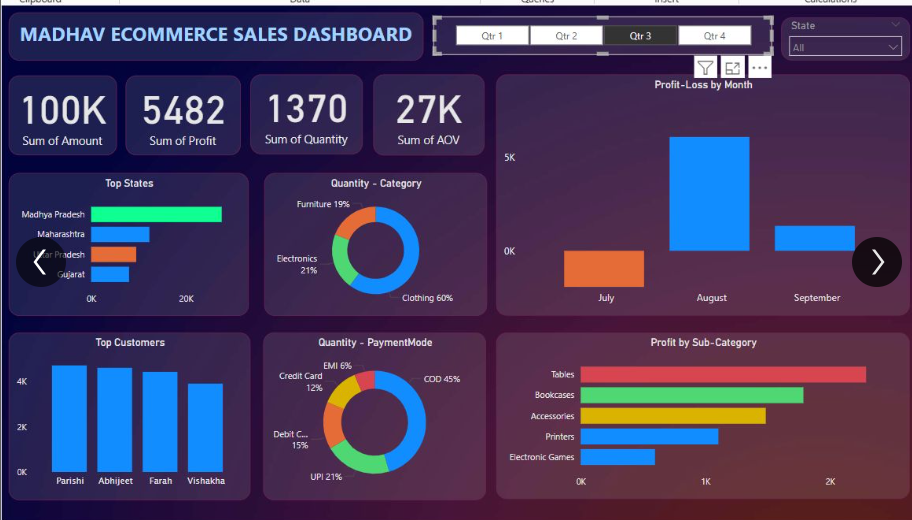 Clipboard Data Queries Insert Calculations
MADHAV ECOMMERCE SALES DASHBOARD
Qtr 1 Qtr 2 Qtr 3 Qtr 4
State
All
100K
Sum of Amount
5482
Sum of Profit
1370
Sum of Quantity
27K
Sum of AOV
Profit-Loss by Month
5K
0K
July August September
Top States
Madhya Pradesh
Maharashtra
Pradesh
Gujarat
0K 20K
Quantity - Category
Furniture 19%
Electronics
21%
Clothing 60%
Top Customers
4K
2K
0K
Parishi Abhijeet Farah Vishakha
Quantity - PaymentMode
EMI 6%
Credit Card
12%
COD 45%
Debit C...
15%
UPI 21%
Profit by Sub-Category
Tables
Bookcases
Accessories
Printers
Electronic Games
0K 1K 2K